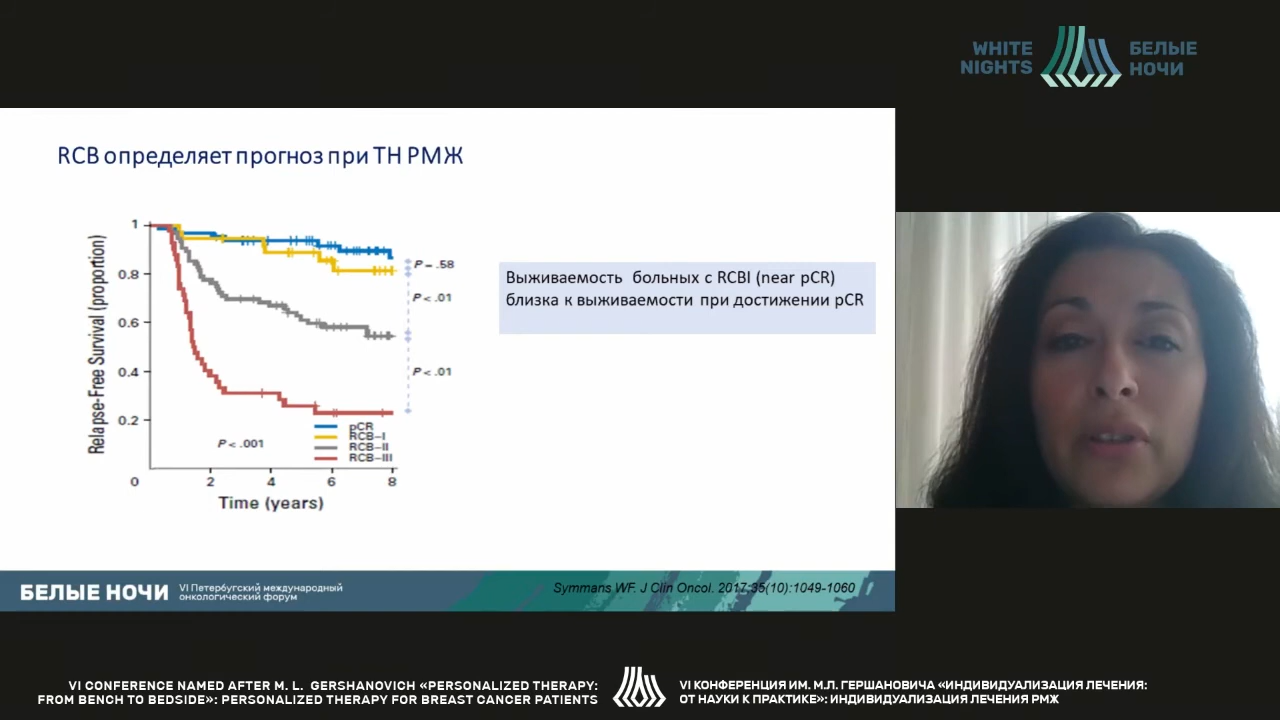 WHITE
NIGHTS
БЕЛЫЕ
НОЧИ
RCB определяет прогноз при ТН РМЖ
Relapse-Free Survival (proportion)
1
0.8
0.6
0.4
0.2
0
2
4
6
8
Time (years)
P = .58
P < .01
P < .01
P < .001
pCR
RCB–I
RCB–II
RCB–III
Выживаемость больных с RCBI (near pCR)
близка к выживаемости при достижении pCR
БЕЛЫЕ НОЧИ
VI Петербургский международный
онкологический форум
Symmans WF. J Clin Oncol. 2017;35(10):1049-1060
VI CONFERENCE NAMED AFTER M. L. GERSHANOVICH «PERSONALIZED THERAPY:
FROM BENCH TO BEDSIDE»: PERSONALIZED THERAPY FOR BREAST CANCER PATIENTS
VI КОНФЕРЕНЦИЯ ИМ. М.Л. ГЕРШАНОВИЧА «ИНДИВИДУАЛИЗАЦИЯ ЛЕЧЕНИЯ:
ОТ НАУКИ К ПРАКТИКЕ»: ИНДИВИДУАЛИЗАЦИЯ ЛЕЧЕНИЯ РМЖ